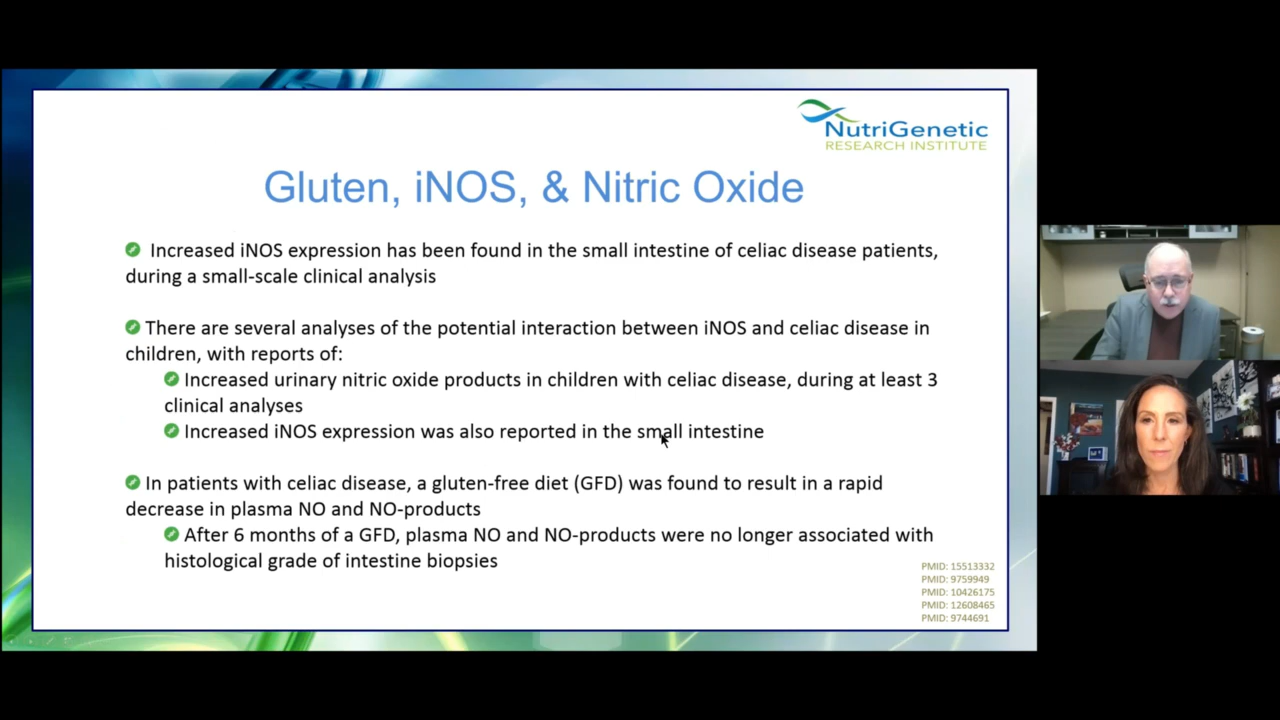 NutriGenetic
RESEARCH INSTITUTE
Gluten, iNOS, & Nitric Oxide
Increased iNOS expression has been found in the small intestine of celiac disease patients,
during a small-scale clinical analysis
There are several analyses of the potential interaction between iNOS and celiac disease in
children, with reports of:
Increased urinary nitric oxide products in children with celiac disease, during at least 3
clinical analyses
Increased iNOS expression was also reported in the small intestine
In patients with celiac disease, a gluten-free diet (GFD) was found to result in a rapid
decrease in plasma NO and NO-products
After 6 months of a GFD, plasma NO and NO-products were no longer associated with
histological grade of intestine biopsies
PMID: 15513332
PMID: 9759949
PMID: 10426175
PMID: 12608465
PMID: 9744691